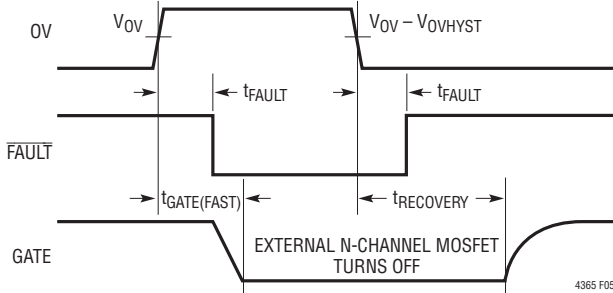 OV
V_OV
V_OV – V_OVHYST
t_FAULT
t_FAULT
FAULT
t_GATE(FAST)
t_RECOVERY
GATE
EXTERNAL N-CHANNEL MOSFET
TURNS OFF
4365 F05